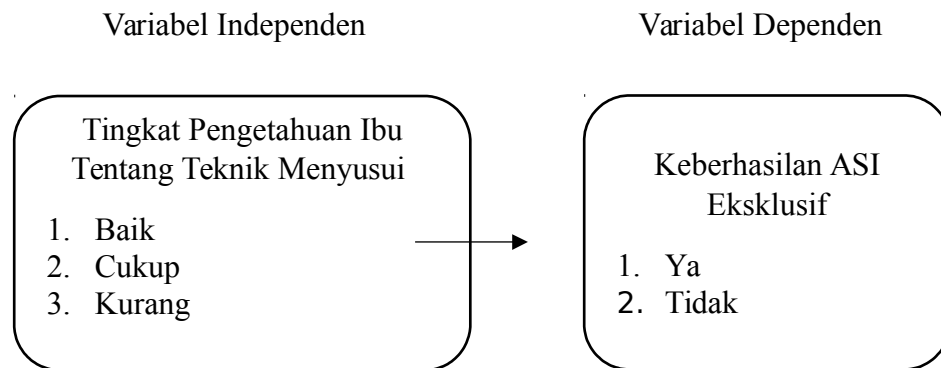 Variabel Independen
Variabel Dependen
Tingkat Pengetahuan Ibu
Tentang Teknik Menyusui
1. Baik
2. Cukup
3. Kurang
Keberhasilan ASI
Eksklusif
1. Ya
2. Tidak